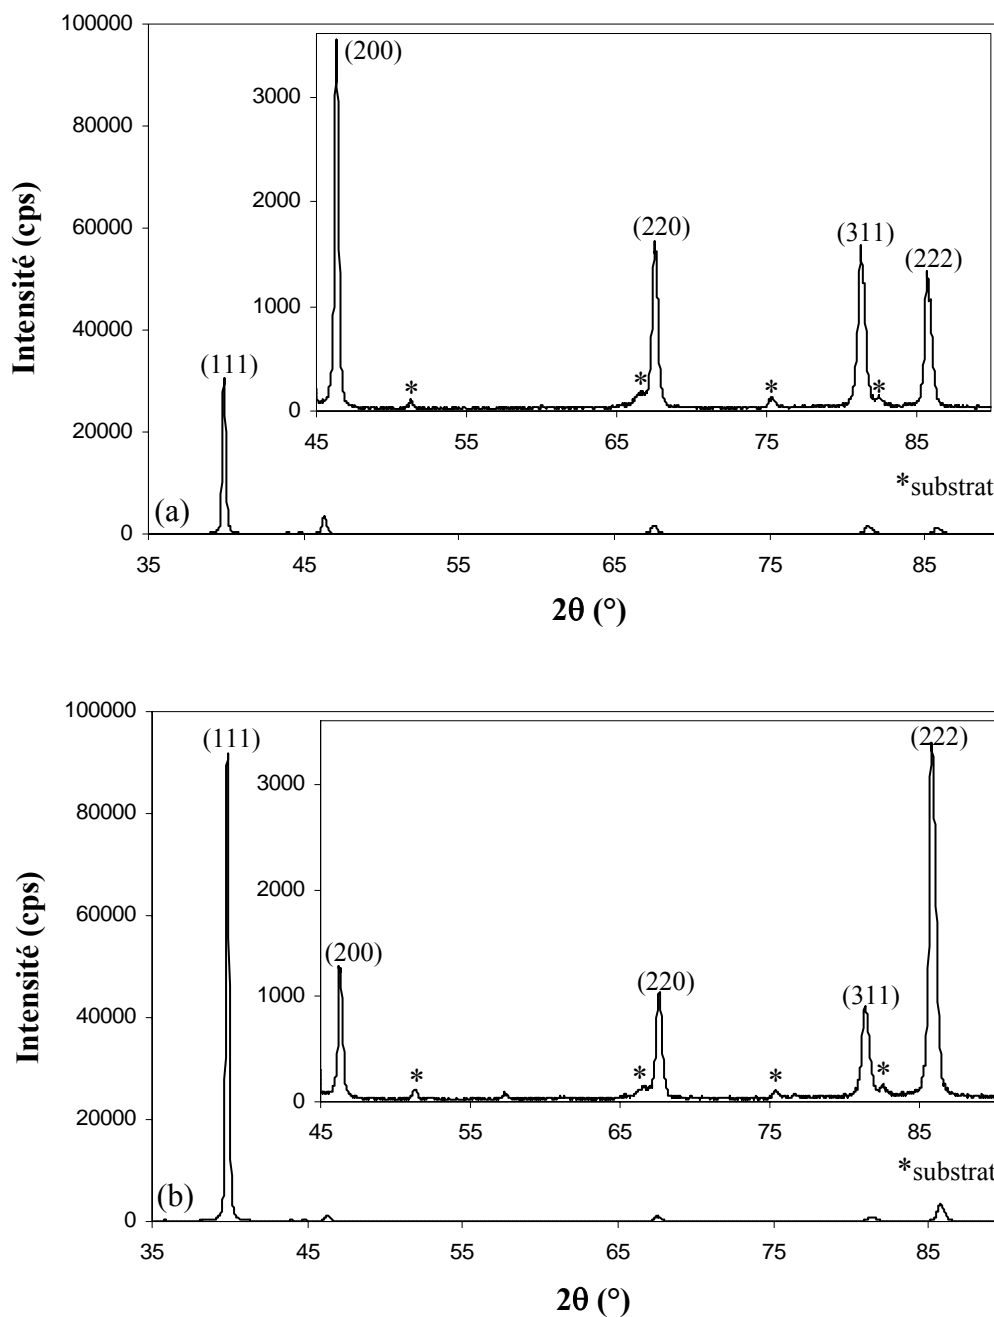 100000
80000
60000
40000
20000
0
Intensité (cps)
(111)
(a)
3000
2000
1000
0
(200)
(220)
(311)
(222)
* * * *
45 55 65 75 85
*substrat
35 45 55 65 75 85
2θ (°)
100000
80000
60000
40000
20000
0
Intensité (cps)
(111)
(b)
3000
2000
1000
0
(200)
(220)
(311)
(222)
* * * *
45 55 65 75 85
*substrat
35 45 55 65 75 85
2θ (°)